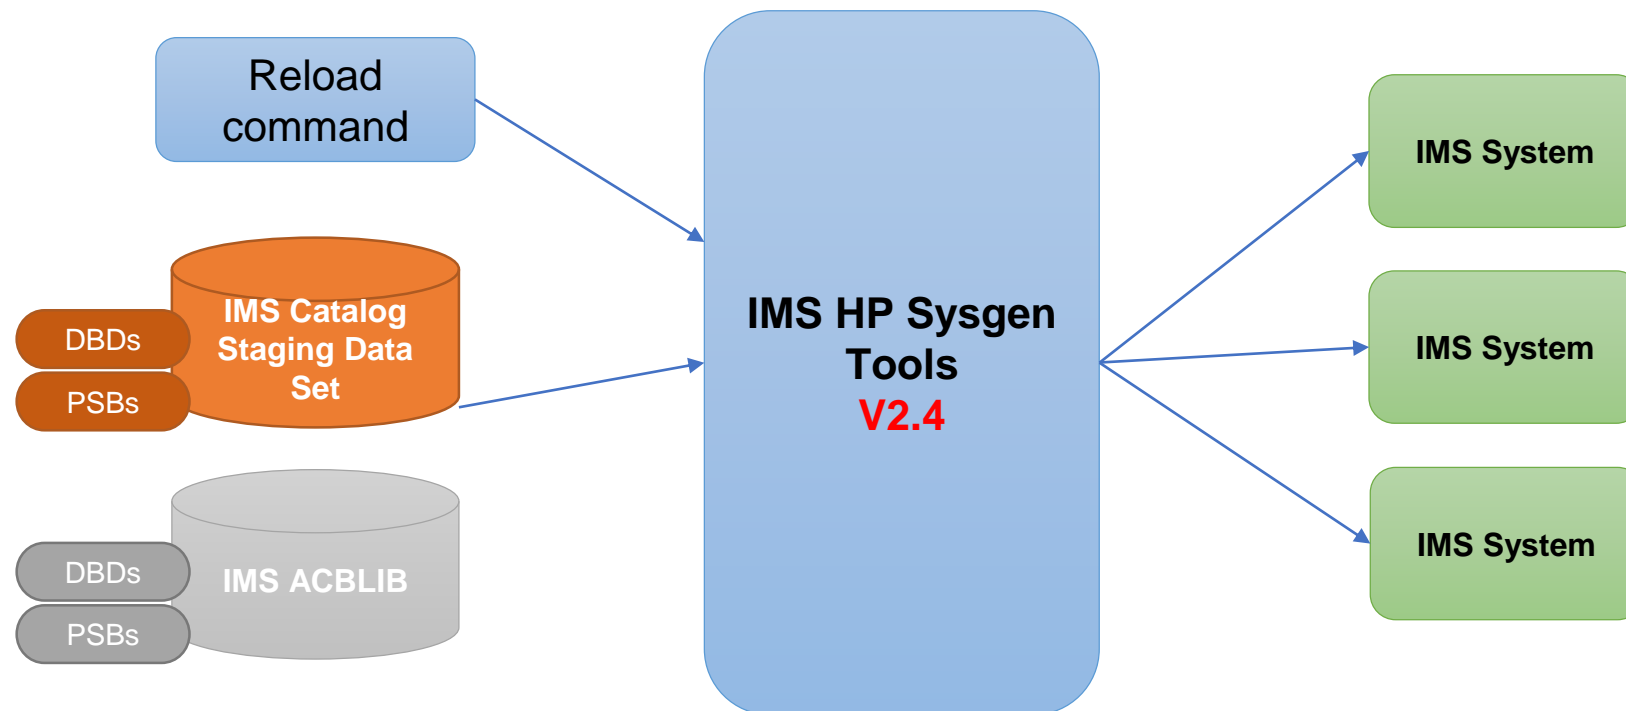 Reload
command
IMS Catalog
Staging Data
Set
DBDs
PSBs
IMS ACBLIB
DBDs
PSBs
IMS HP Sysgen
Tools
V2.4
IMS System
IMS System
IMS System